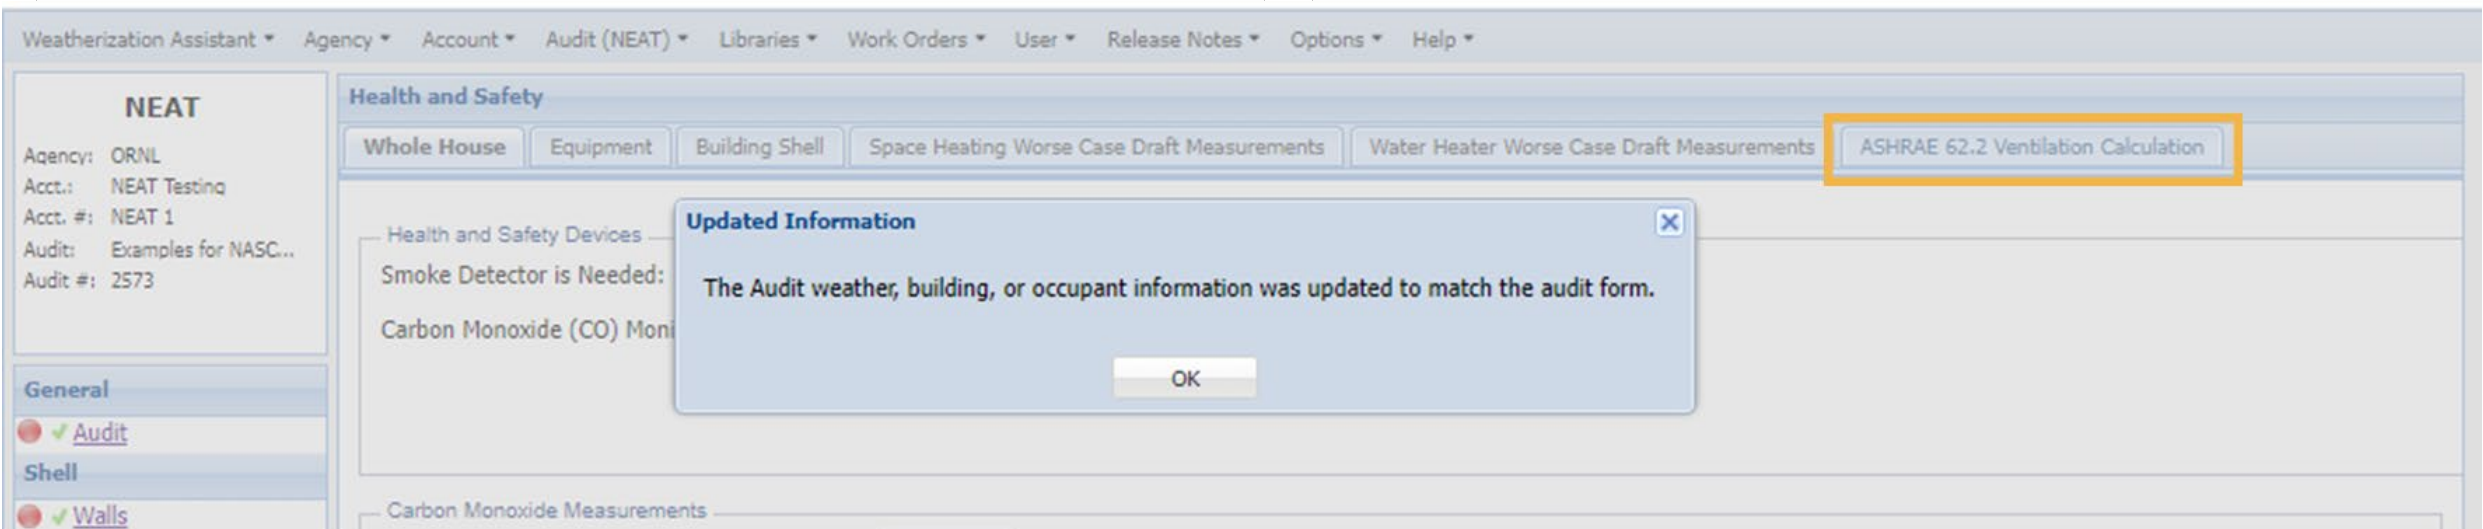 Weatherization Assistant Agency Account Audit (NEAT) Libraries Work Orders User Release Notes Options Help
NEAT
Agency: ORNL
Acct.: NEAT Testing
Acct. #: NEAT 1
Audit: Examples for NASC...
Audit #: 2573
General
Audit
Shell
Walls
Health and Safety
Whole House Equipment Building Shell Space Heating Worse Case Draft Measurements Water Heater Worse Case Draft Measurements ASHRAE 62.2 Ventilation Calculation
Health and Safety Devices
Smoke Detector is Needed:
Carbon Monoxide (CO) Moni
Updated Information
The Audit weather, building, or occupant information was updated to match the audit form.
OK
Carbon Monoxide Measurements